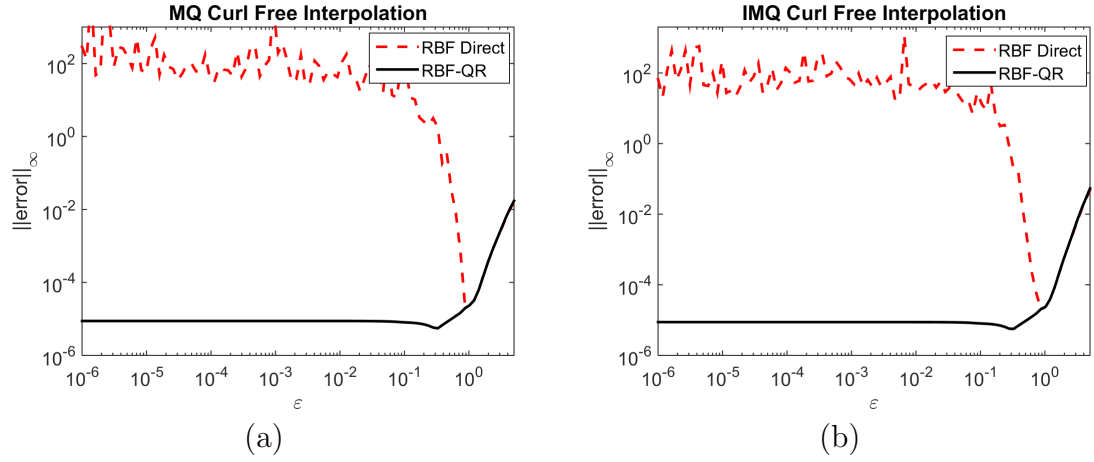 MQ Curl Free Interpolation
RBF Direct
RBF-QR
10^2
10^0
10^-2
10^-4
10^-6
||error||_∞
10^-6 10^-5 10^-4 10^-3 10^-2 10^-1 10^0
ε
(a)
IMQ Curl Free Interpolation
RBF Direct
RBF-QR
10^2
10^0
10^-2
10^-4
10^-6
||error||_∞
10^-6 10^-5 10^-4 10^-3 10^-2 10^-1 10^0
ε
(b)